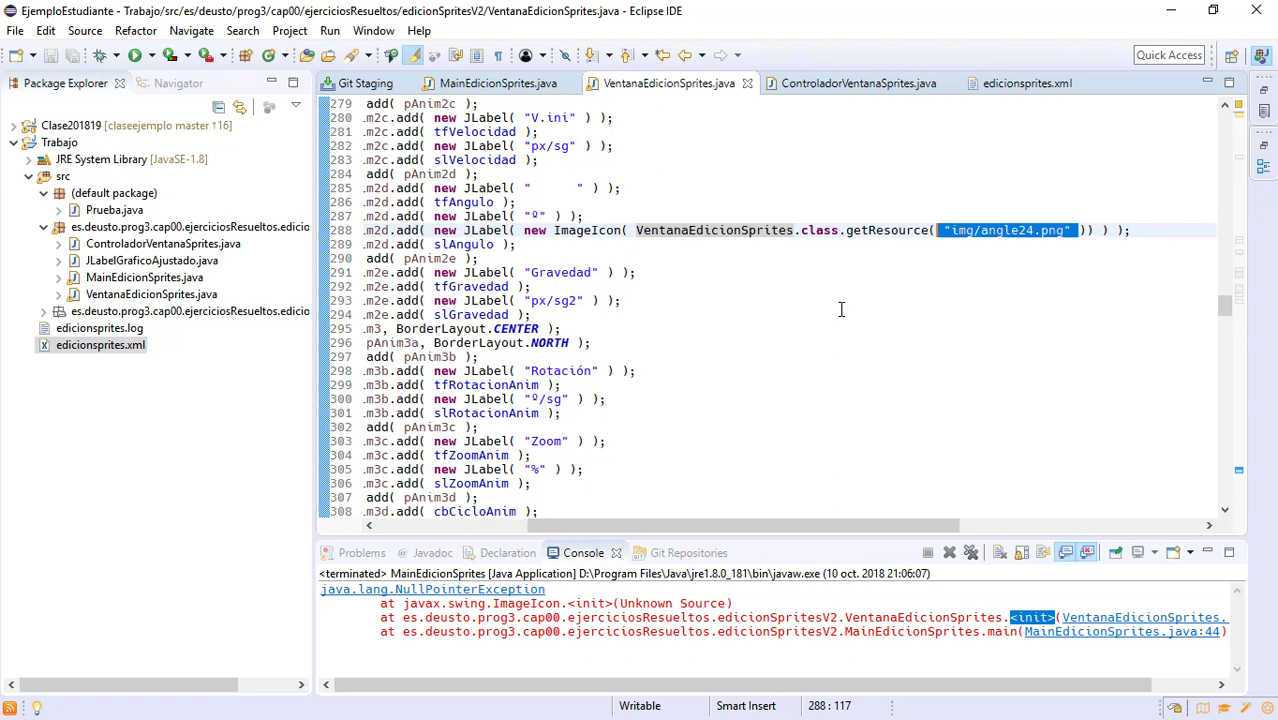 EjemploEstudiante - Trabajo/src/es/deusto/prog3/cap00/ejerciciosResueltos/edicionSpritesV2/VentanaEdicionSprites.java - Eclipse IDE
File Edit Source Refactor Navigate Search Project Run Window Help
Quick Access
Package Explorer Navigator
Git Staging MainEdicionSprites.java VentanaEdicionSprites.java ControladorVentanaSprites.java edicionsprites.xml
Clase201819 [claseejemplo master ↑16]
Trabajo
JRE System Library [JavaSE-1.8]
src
(default package)
Prueba.java
es.deusto.prog3.cap00.ejerciciosResueltos.edicio
ControladorVentanaSprites.java
JLabelGraficoAjustado.java
MainEdicionSprites.java
VentanaEdicionSprites.java
es.deusto.prog3.cap00.ejerciciosResueltos.edicio
edicionsprites.log
edicionsprites.xml
279 add( pAnim2c );
280 .m2c.add( new JLabel( "V.ini" ) );
281 .m2c.add( tfVelocidad );
282 .m2c.add( new JLabel( "px/sg" ) );
283 .m2c.add( slVelocidad );
284 add( pAnim2d );
285 .m2d.add( new JLabel( "      " ) );
286 .m2d.add( tfAngulo );
287 .m2d.add( new JLabel( "º" ) );
288 .m2d.add( new JLabel( new ImageIcon( VentanaEdicionSprites.class.getResource( "img/angle24.png" )) ) );
289 .m2d.add( slAngulo );
290 add( pAnim2e );
291 .m2e.add( new JLabel( "Gravedad" ) );
292 .m2e.add( tfGravedad );
293 .m2e.add( new JLabel( "px/sg2" ) );
294 .m2e.add( slGravedad );
295 .m3, BorderLayout.CENTER );
296 pAnim3a, BorderLayout.NORTH );
297 add( pAnim3b );
298 .m3b.add( new JLabel( "Rotación" ) );
299 .m3b.add( tfRotacionAnim );
300 .m3b.add( new JLabel( "º/sg" ) );
301 .m3b.add( slRotacionAnim );
302 add( pAnim3c );
303 .m3c.add( new JLabel( "Zoom" ) );
304 .m3c.add( tfZoomAnim );
305 .m3c.add( new JLabel( "%" ) );
306 .m3c.add( slZoomAnim );
307 add( pAnim3d );
308 .m3d.add( cbCicloAnim );
Problems Javadoc Declaration Console Git Repositories
<terminated> MainEdicionSprites [Java Application] D:\Program Files\Java\jre1.8.0_181\bin\javaw.exe (10 oct. 2018 21:06:07)
java.lang.NullPointerException
at javax.swing.ImageIcon.<init>(Unknown Source)
at es.deusto.prog3.cap00.ejerciciosResueltos.edicionSpritesV2.VentanaEdicionSprites.<init>(VentanaEdicionSprites.
at es.deusto.prog3.cap00.ejerciciosResueltos.edicionSpritesV2.MainEdicionSprites.main(MainEdicionSprites.java:44)
Writable Smart Insert 288 : 117